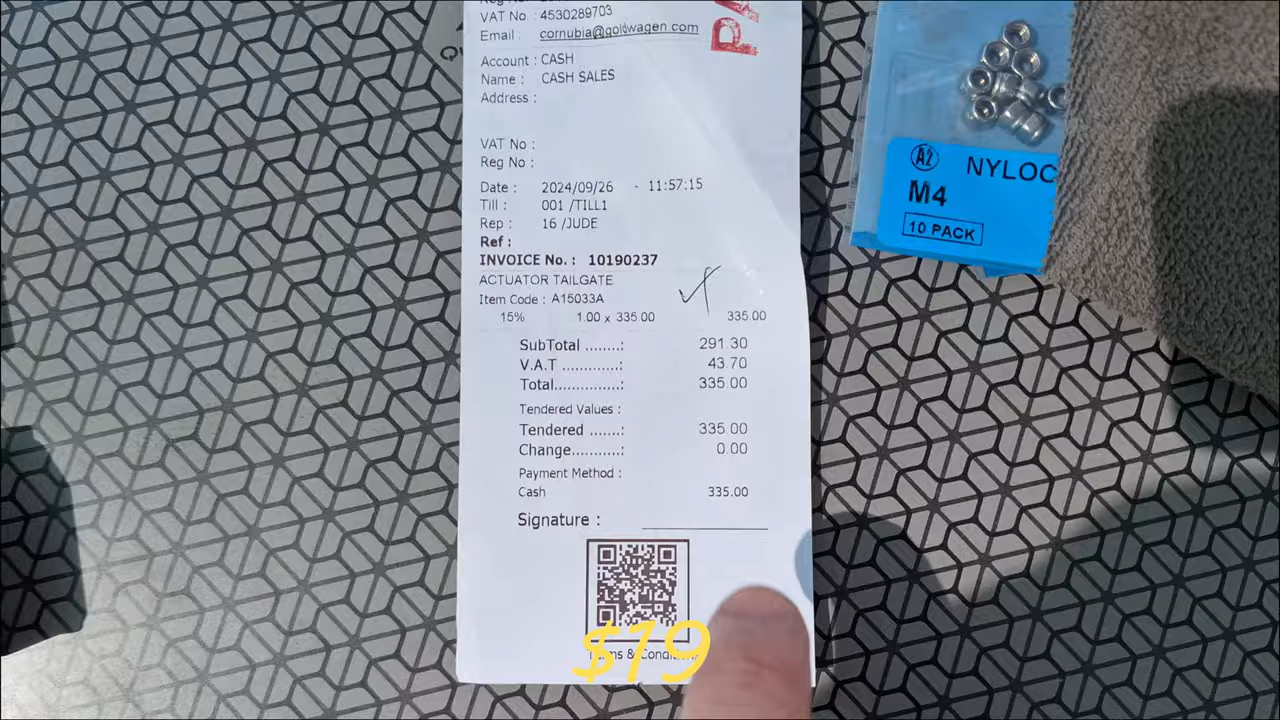 VAT No : 4530289703
Email : cornubia@goldwagen.com
Account : CASH
Name : CASH SALES
Address :
VAT No :
Reg No :
Date : 2024/09/26 - 11:57:15
Till : 001 /TILL1
Rep : 16 /JUDE
Ref :
INVOICE No. : 10190237
ACTUATOR TAILGATE
Item Code : A15033A
15% 1.00 x 335.00 335.00
SubTotal ........: 291.30
V.A.T .............: 43.70
Total...............: 335.00
Tendered Values :
Tendered .......: 335.00
Change...........: 0.00
Payment Method :
Cash 335.00
Signature :
$19
A2 NYLOC
M4
10 PACK